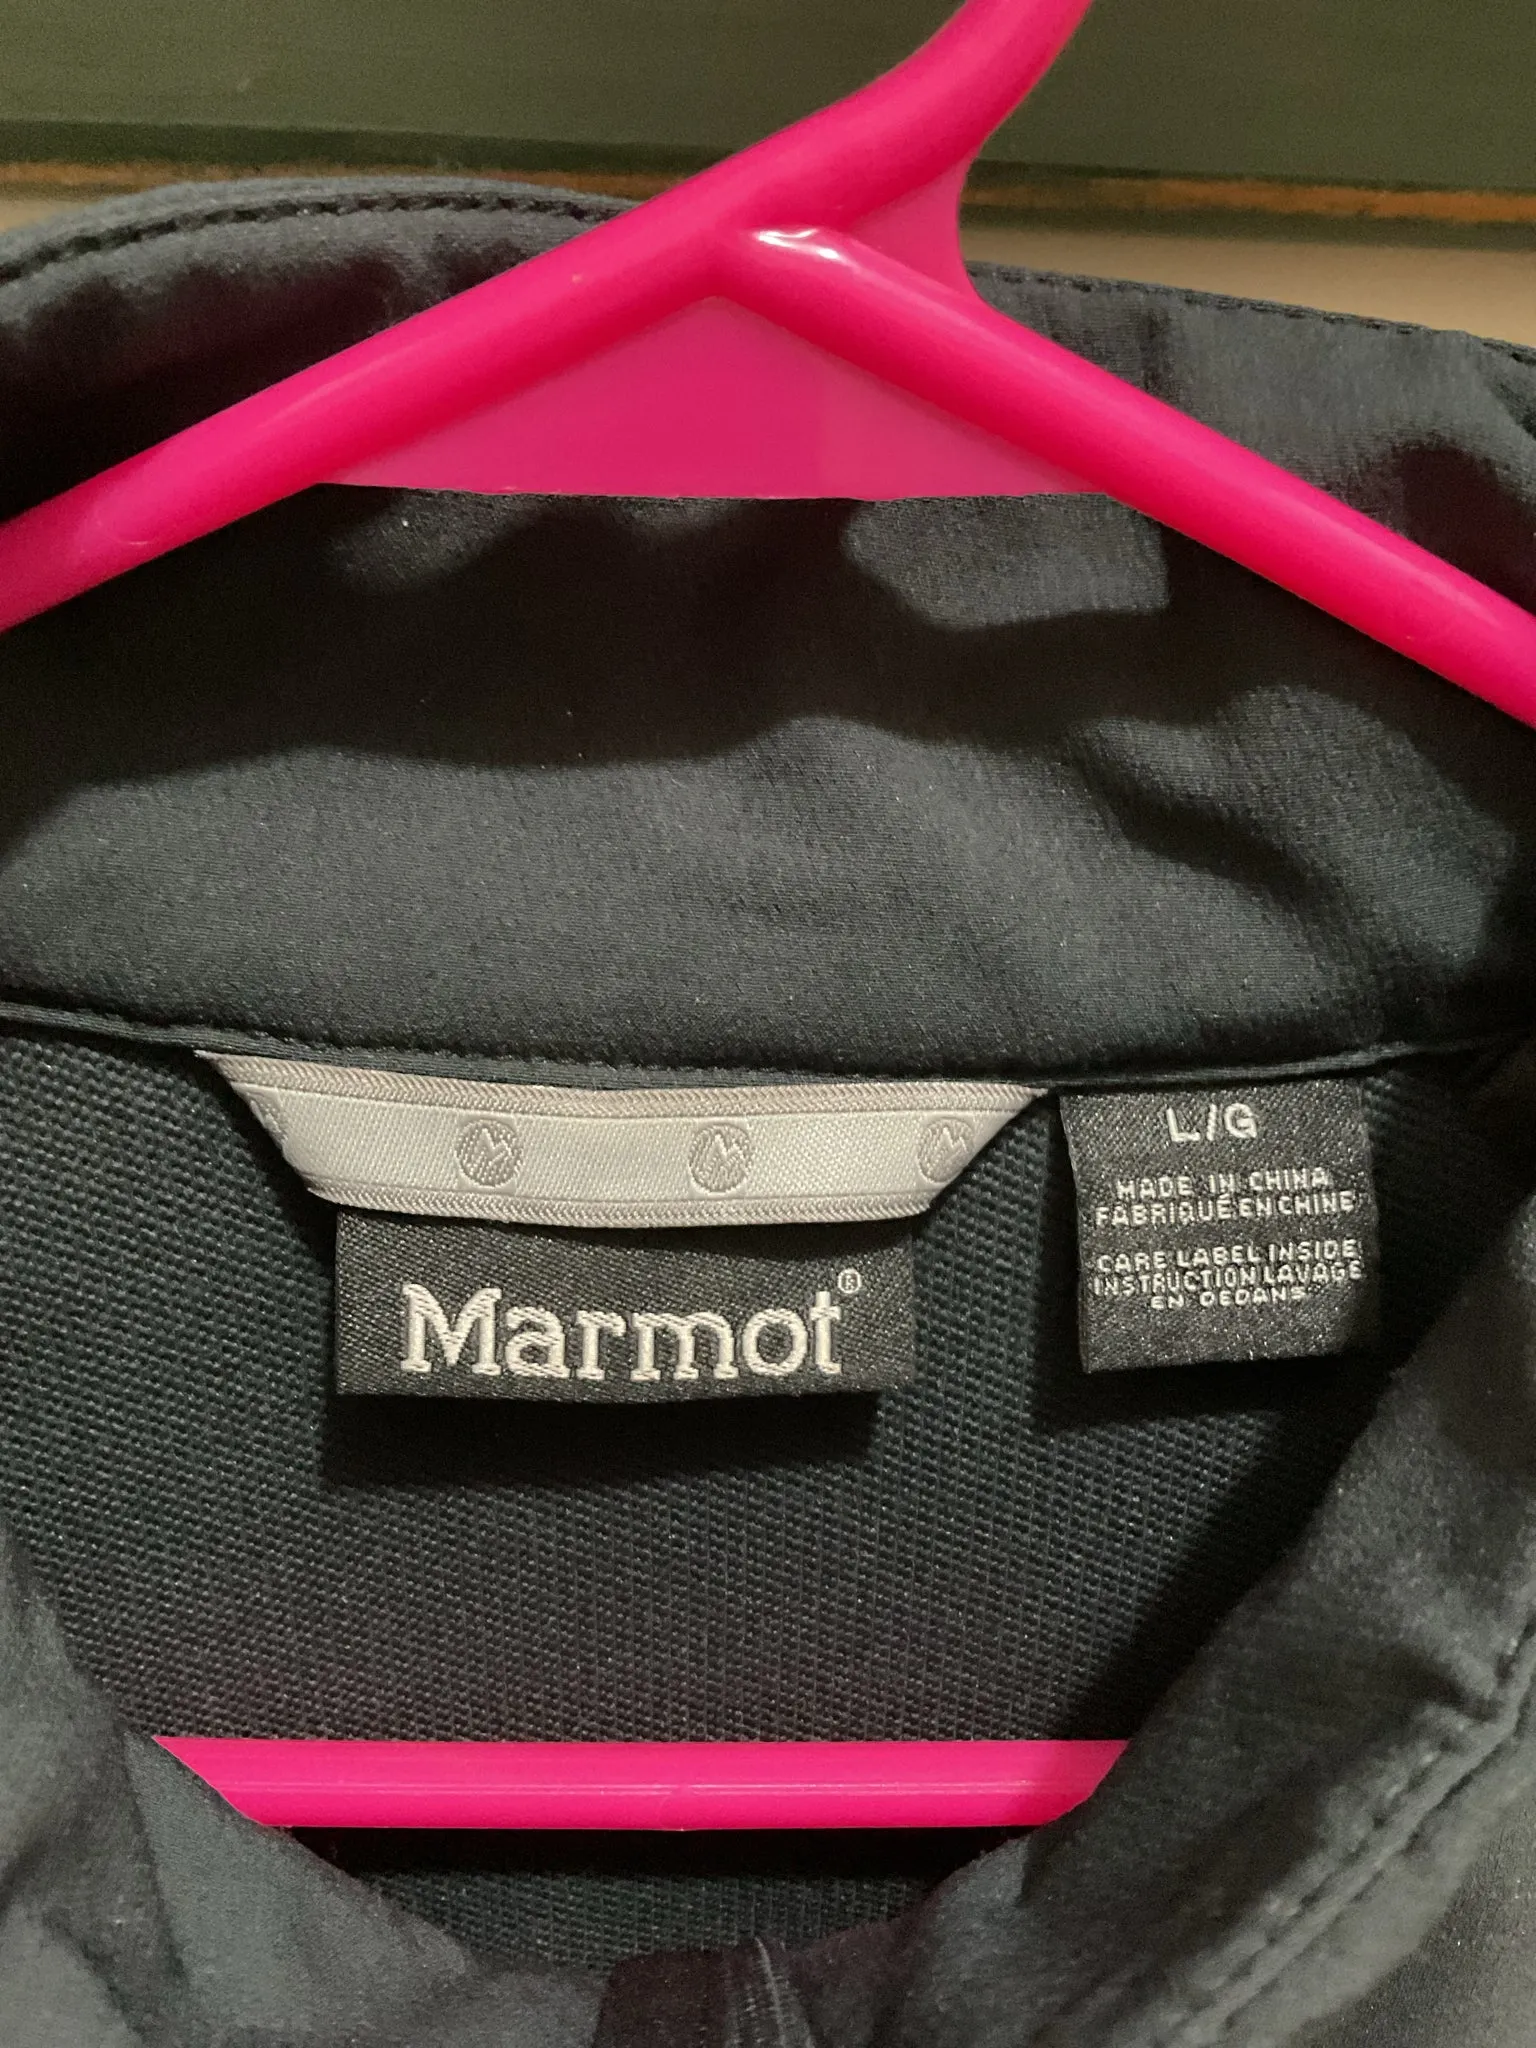 Marmot®
L/G
MADE IN CHINA
FABRIQUÉ EN CHINE
CARE LABEL INSIDE
INSTRUCTION LAVAGE
EN DEDANS